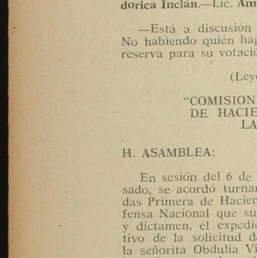 dorica Inclán.—Lic. Am
—Está a discusión
No habiendo quién hag
reserva para su votació
(Ley
"COMISION
DE HACIE
LA
H. ASAMBLEA:
En sesión del 6 de
sado, se acordó turnar
das Primera de Hacien
fensa Nacional que su
y dictamen, el expedie
tivo de la solicitud d
la señorita Obdulia Vi